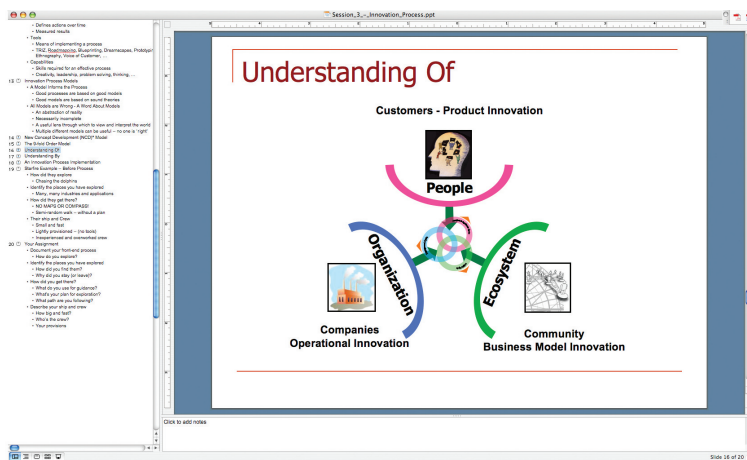 Session_3_-_Innovation_Process.ppt
• Defines actions over time
• Measured results
• Tools
• Means of implementing a process
• TRIZ, Roadmapping, Blueprinting, Dreamscapes, Prototypin
Ethnography, Voice of Customer, ...
• Capabilities
• Skills required for an effective process
• Creativity, leadership, problem solving, thinking.....
13 Innovation Process Models
• A Model Informs the Process
• Good processes are based on good models
• Good models are based on sound theories
• All Models are Wrong - A Word About Models
• An abstraction of reality
• Necessarily incomplete
• A useful lens through which to view and interpret the world
• Multiple different models can be useful – no one is 'right'
14 New Concept Development (NCD)* Model
15 The 9-fold Order Model
16 Understanding Of
17 Understanding By
18 An Innovation Process Implementation
19 Starfire Example – Before Process
• How did they explore
• Chasing the dolphins
• Identify the places you have explored
• Many, many industries and applications
• How did they get there?
• NO MAPS OR COMPASS!
• Semi-random walk – without a plan
• Their ship and Crew
• Small and fast
• Lightly provisioned – (no tools)
• Inexperienced and overworked crew
20 Your Assignment
• Document your front-end process
• How do you explore?
• Identify the places you have explored
• How did you find them?
• Why did you stay (or leave)?
• How did you get there?
• What do you use for guidance?
• What's your plan for exploration?
• What path are you following?
• Describe your ship and crew
• How big and fast?
• Who's the crew?
• Your provisions
Understanding Of
Customers - Product Innovation
People
Organization
Ecosystem
Companies
Operational Innovation
Community
Business Model Innovation
Click to add notes
Slide 16 of 20